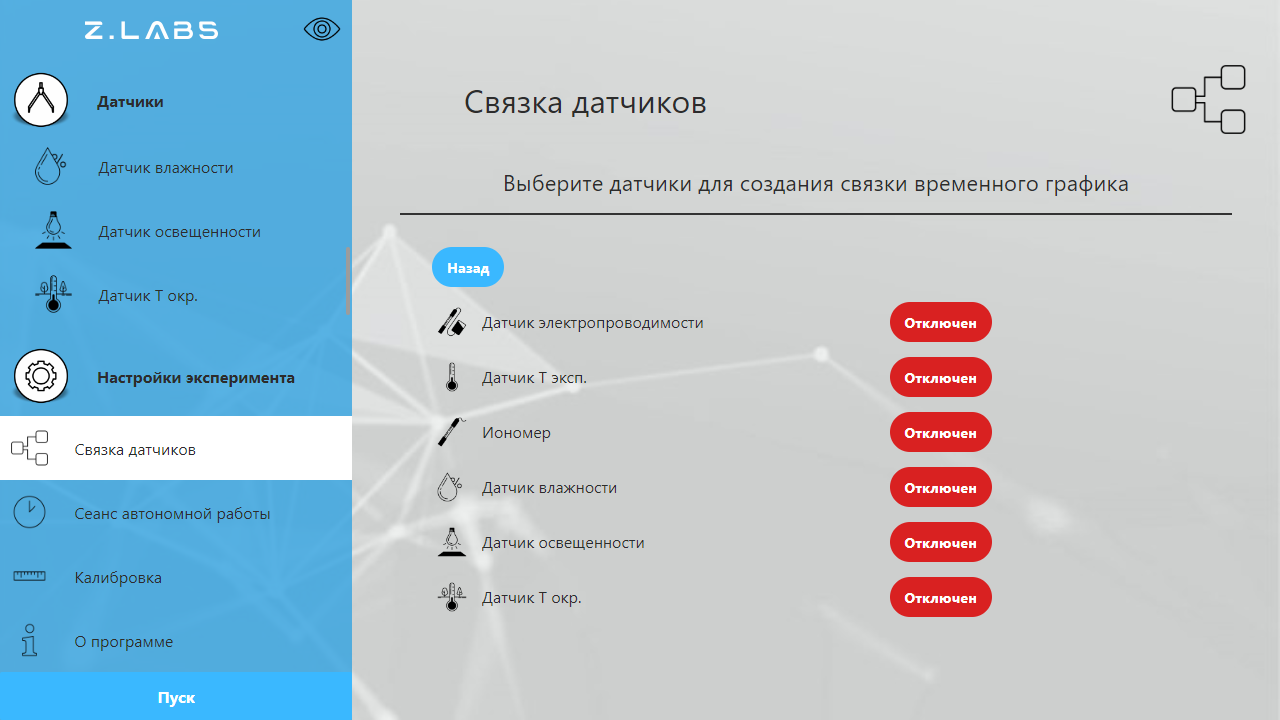 Z.LABS
Датчики
Датчик влажности
Датчик освещенности
Датчик Т окр.
Настройки эксперимента
Связка датчиков
Сеанс автономной работы
Калибровка
О программе
Пуск
Связка датчиков
Выберите датчики для создания связки временного графика
Назад
Датчик электропроводимости Отключен
Датчик Т эксп. Отключен
Иономер Отключен
Датчик влажности Отключен
Датчик освещенности Отключен
Датчик Т окр. Отключен